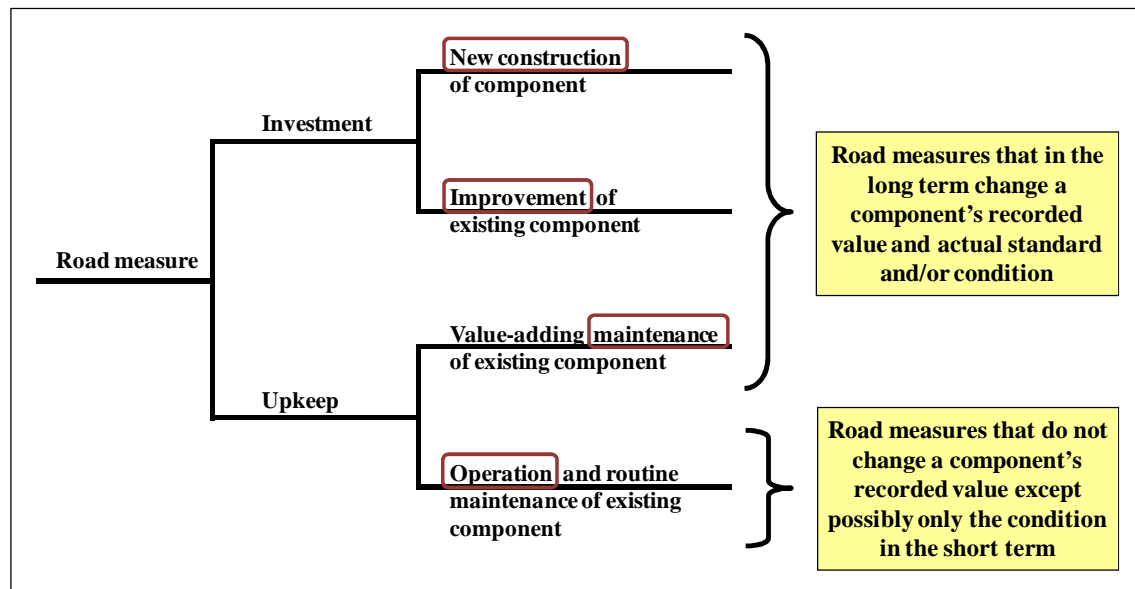 New construction
of component
Investment
Improvement of
existing component
Road measure
Value-adding maintenance
of existing component
Upkeep
Operation and routine
maintenance of existing
component
Road measures that in the
long term change a
component's recorded
value and actual standard
and/or condition
Road measures that do not
change a component's
recorded value except
possibly only the condition
in the short term